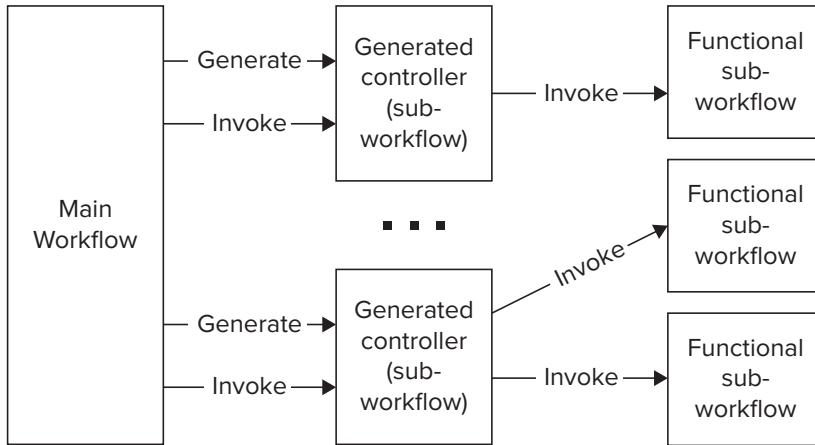 Main
Workflow
Generate
Invoke
Generated
controller
(sub-
workflow)
Invoke
Functional
sub-
workflow
Functional
sub-
workflow
Invoke
Generate
Invoke
Generated
controller
(sub-
workflow)
Invoke
Functional
sub-
workflow